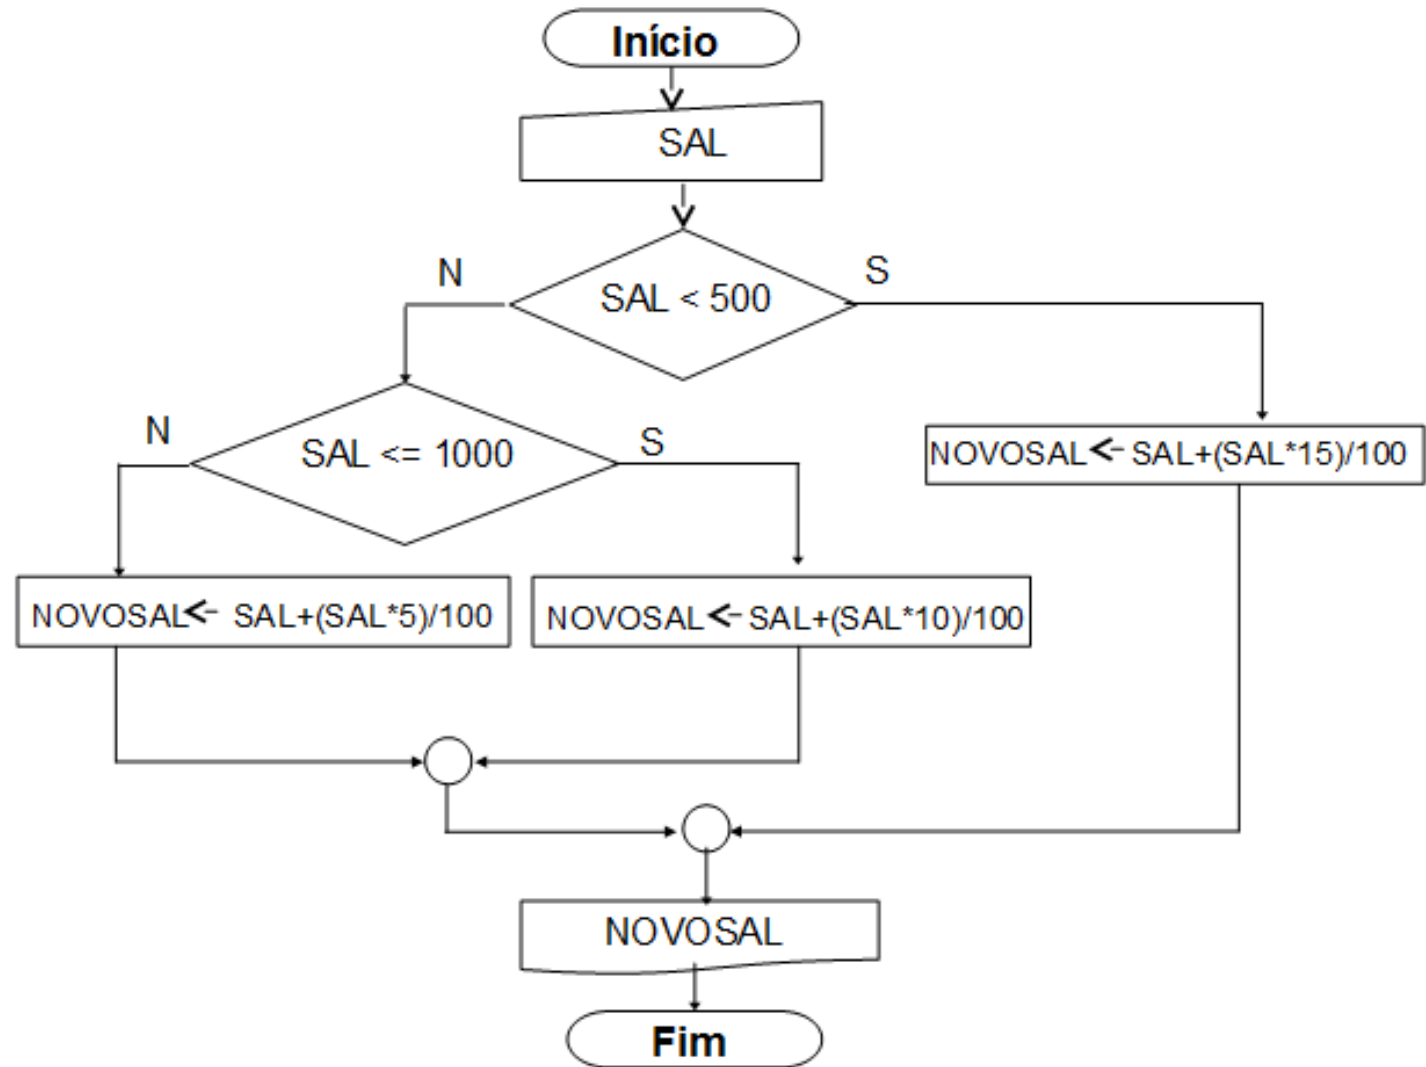 Início
SAL
N
S
SAL < 500
N
S
SAL <= 1000
NOVOSAL <- SAL+(SAL*15)/100
NOVOSAL <- SAL+(SAL*5)/100
NOVOSAL <- SAL+(SAL*10)/100
NOVOSAL
Fim